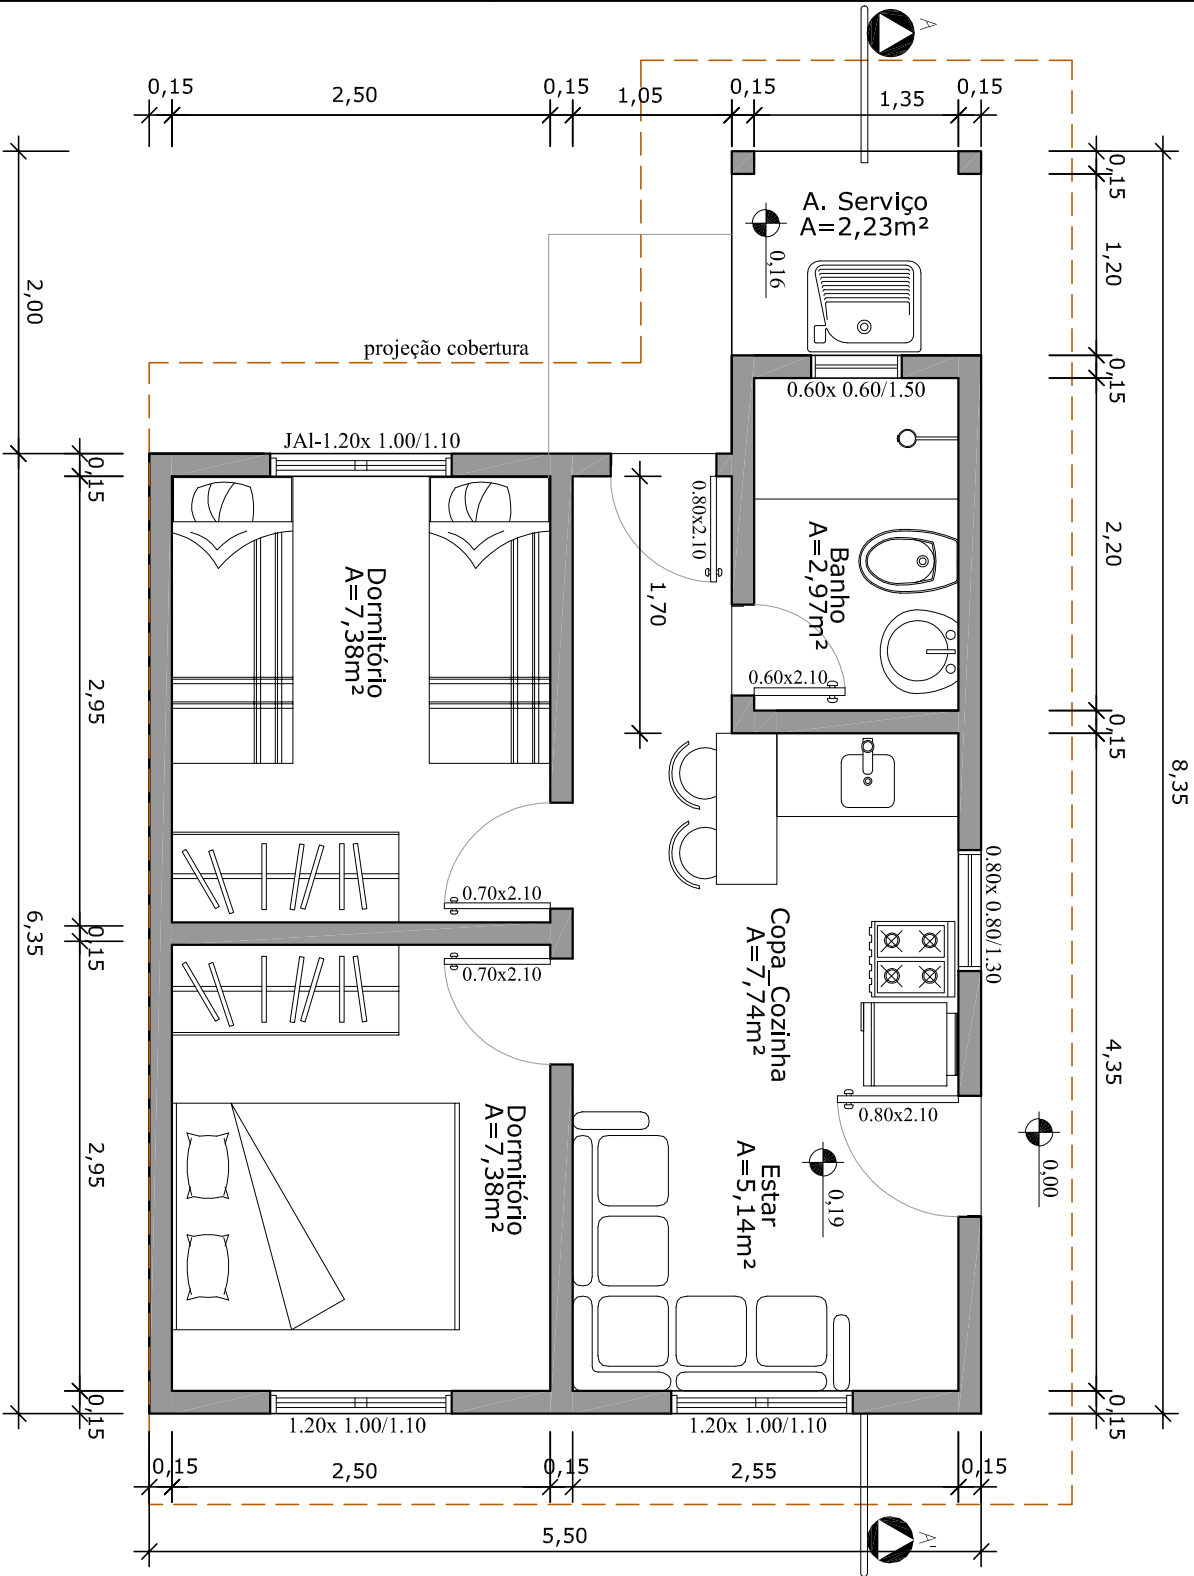 A
0,15
2,50
0,15
1,05
0,15
1,35
0,15
A. Serviço
A=2,23m²
0,16
0,15
1,20
0,15
2,00
projeção cobertura
0.60x 0.60/1.50
JAl-1.20x 1.00/1.10
0,15
0.80x2.10
Banho
A=2,97m²
2,20
Dormitório
A=7,38m²
1,70
0.60x2.10
2,95
0,15
8,35
0.70x2.10
0.80x 0.80/1.30
Copa_Cozinha
A=7,74m²
6,35
0,15
0.70x2.10
4,35
0.80x2.10
Dormitório
A=7,38m²
Estar
A=5,14m²
0,19
0,00
2,95
0,15
0,15
1.20x 1.00/1.10
1.20x 1.00/1.10
0,15
2,50
0,15
2,55
0,15
5,50
A'